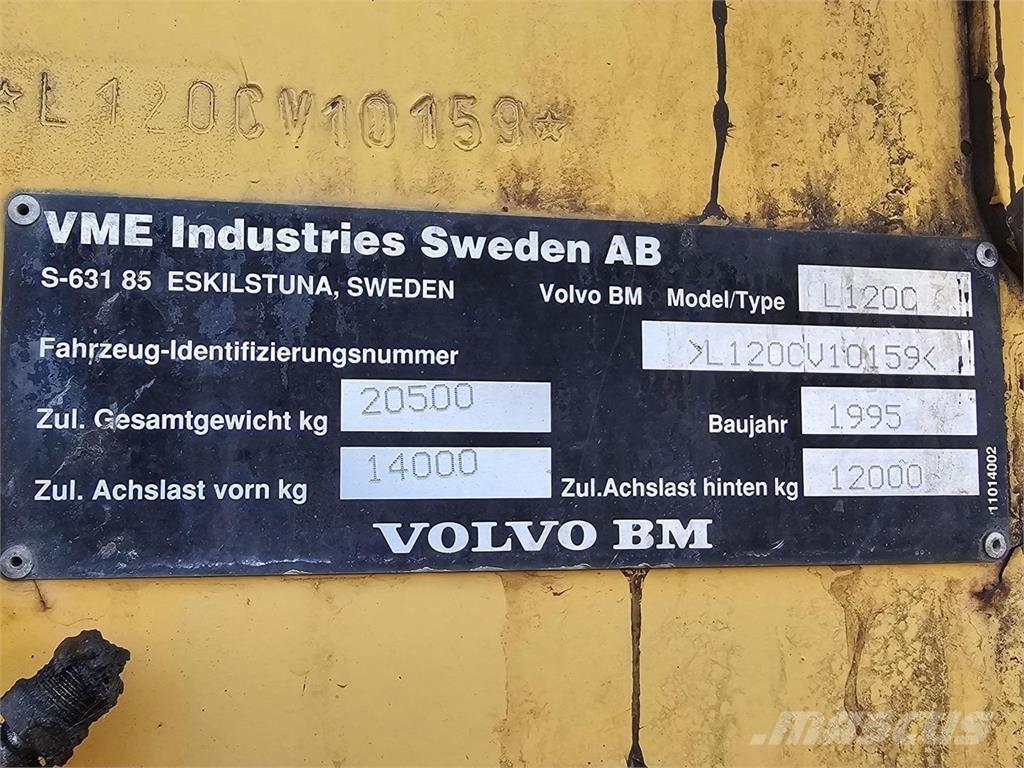 ☆L120CV10159☆
VME Industries Sweden AB
S-631 85 ESKILSTUNA, SWEDEN
Volvo BM Model/Type L120C
Fahrzeug-Identifizierungsnummer >L120CV10159<
Zul. Gesamtgewicht kg 20500
Baujahr 1995
Zul. Achslast vorn kg 14000
Zul.Achslast hinten kg 12000
11014002
VOLVO BM
MASCUS